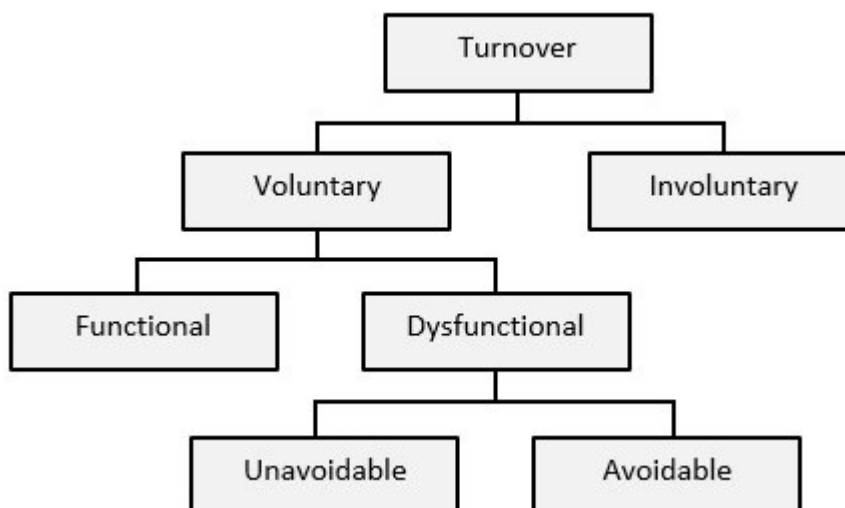 Turnover
Voluntary
Involuntary
Functional
Dysfunctional
Unavoidable
Avoidable